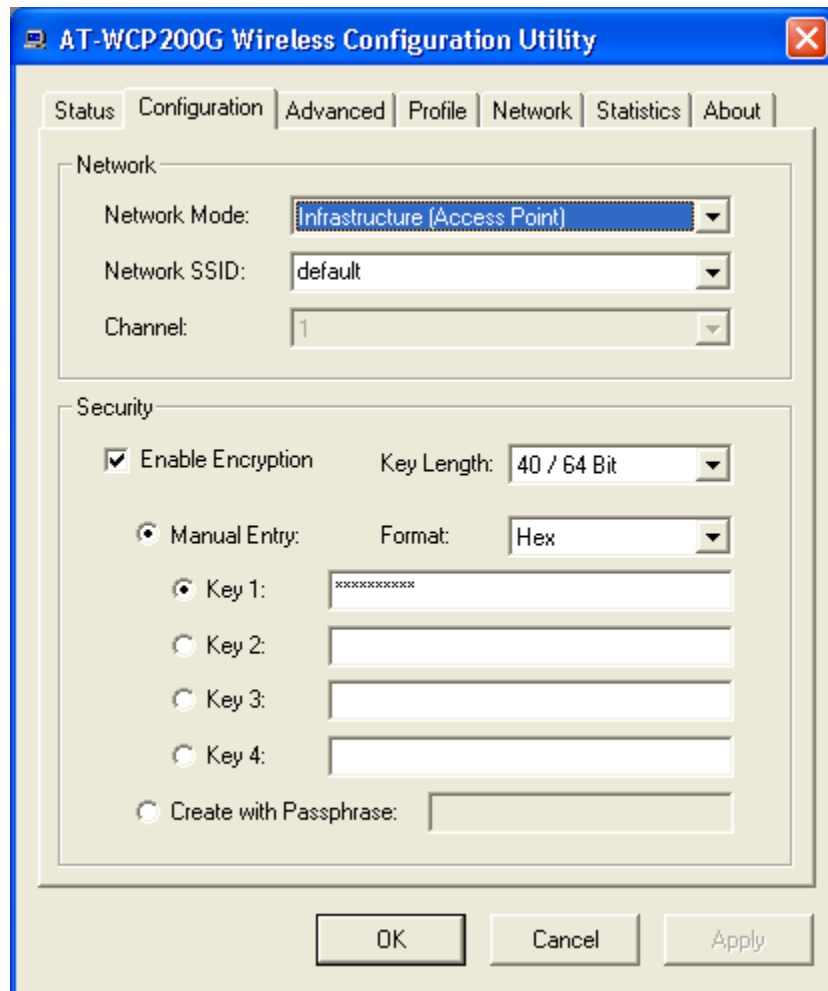 AT-WCP200G Wireless Configuration Utility
Status Configuration Advanced Profile Network Statistics About
Network
Network Mode: Infrastructure (Access Point)
Network SSID: default
Channel: 1
Security
Enable Encryption Key Length: 40 / 64 Bit
Manual Entry: Format: Hex
Key 1: **********
Key 2:
Key 3:
Key 4:
Create with Passphrase:
OK Cancel Apply